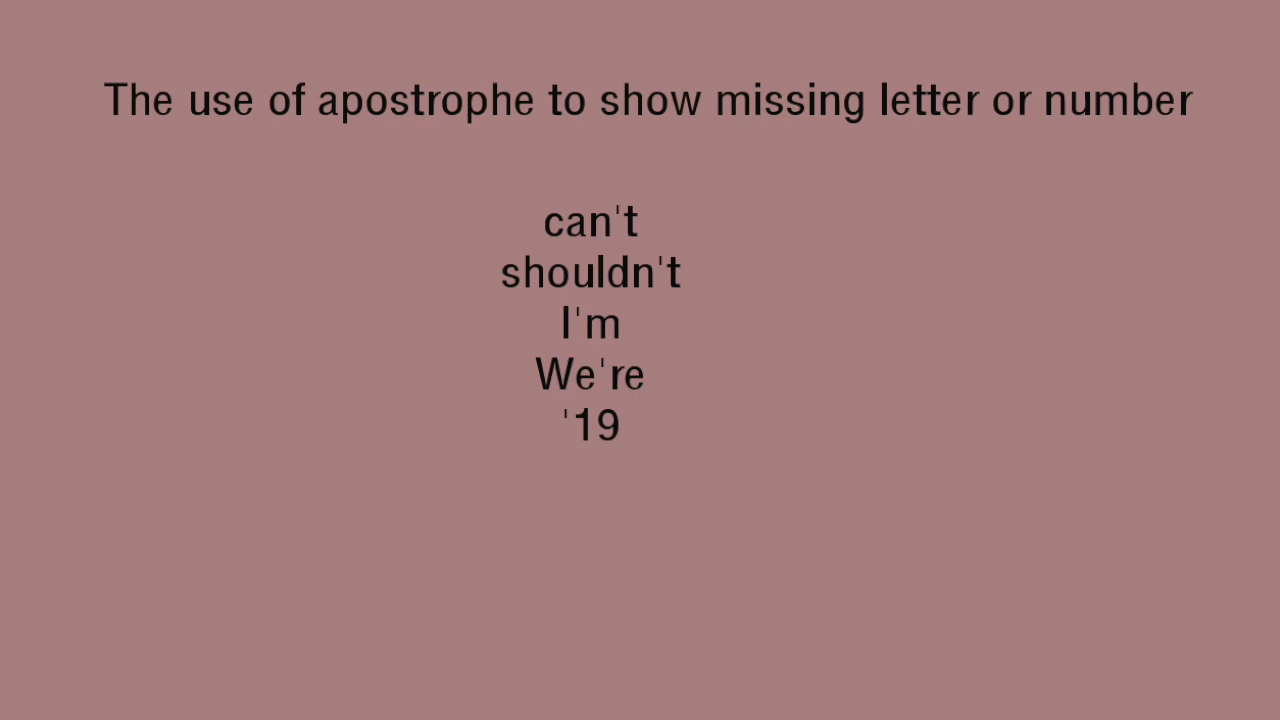 The use of apostrophe to show missing letter or number
can't
shouldn't
I'm
We're
'19